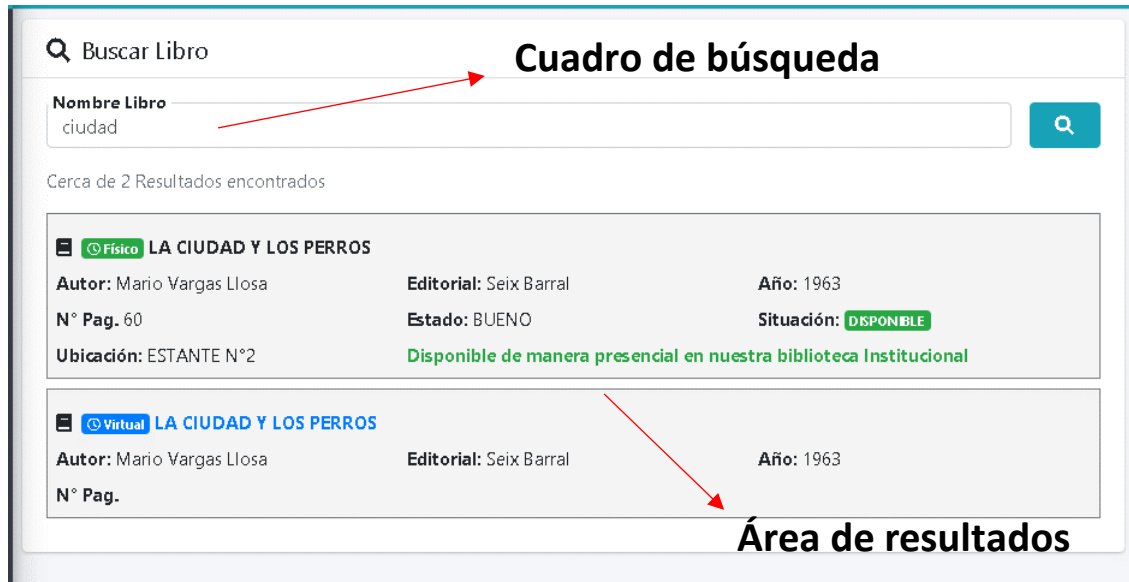 Buscar Libro
Cuadro de búsqueda
Nombre Libro
ciudad
Cerca de 2 Resultados encontrados
Físico LA CIUDAD Y LOS PERROS
Autor: Mario Vargas Llosa Editorial: Seix Barral Año: 1963
N° Pag. 60 Estado: BUENO Situación: DISPONIBLE
Ubicación: ESTANTE N°2 Disponible de manera presencial en nuestra biblioteca Institucional
Virtual LA CIUDAD Y LOS PERROS
Autor: Mario Vargas Llosa Editorial: Seix Barral Año: 1963
N° Pag.
Área de resultados